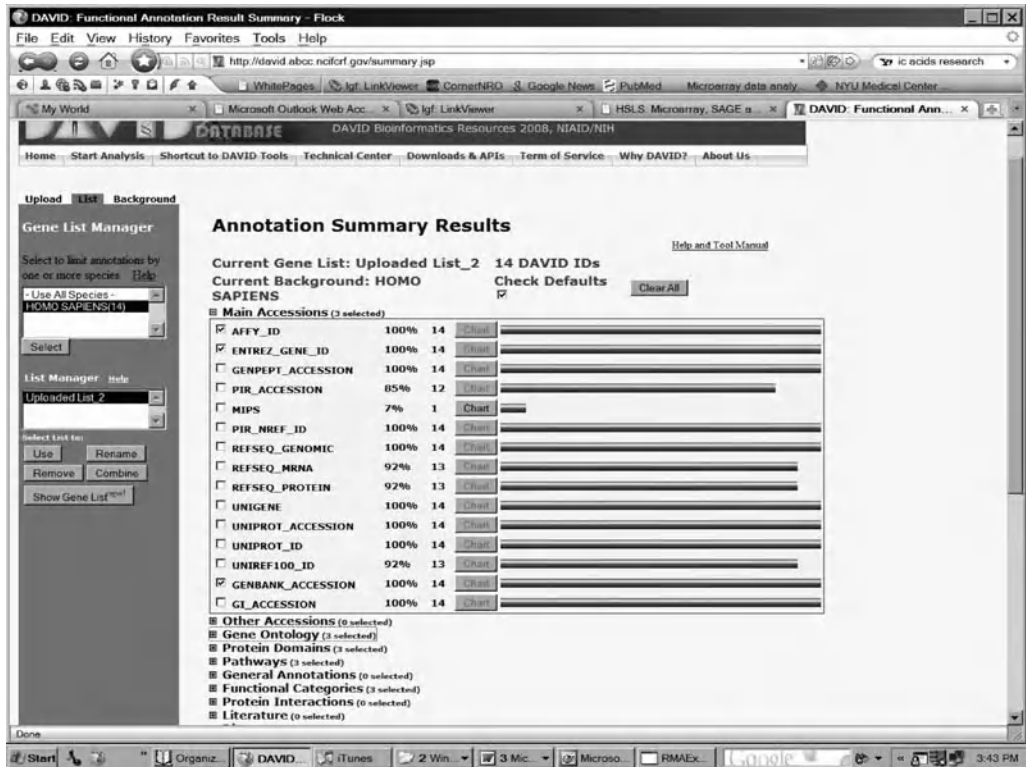 DAVID: Functional Annotation Result Summary - Flock
File Edit View History Favorites Tools Help
http://david.abcc.ncifcrf.gov/summary.jsp ic acids research
WhitePages lgf: LinkViewer CornerNRO Google News PubMed Microarray data analy NYU Medical Center ...
My World Microsoft Outlook Web Acc... lgf: LinkViewer HSLS: Microarray, SAGE a... DAVID: Functional Ann...
DATABASE DAVID Bioinformatics Resources 2008, NIAID/NIH
Home Start Analysis Shortcut to DAVID Tools Technical Center Downloads & APIs Term of Service Why DAVID? About Us
Upload List Background
Gene List Manager
Select to limit annotations by
one or more species Help
- Use All Species -
HOMO SAPIENS(14)
Select
List Manager Help
Uploaded List_2
Select List to:
Use Rename
Remove Combine
Show Gene List
Annotation Summary Results
Help and Tool Manual
Current Gene List: Uploaded List_2 14 DAVID IDs
Current Background: HOMO SAPIENS Check Defaults Clear All
Main Accessions (3 selected)
AFFY_ID 100% 14 Chart
ENTREZ_GENE_ID 100% 14 Chart
GENPEPT_ACCESSION 100% 14 Chart
PIR_ACCESSION 85% 12 Chart
MIPS 7% 1 Chart
PIR_NREF_ID 100% 14 Chart
REFSEQ_GENOMIC 100% 14 Chart
REFSEQ_MRNA 92% 13 Chart
REFSEQ_PROTEIN 92% 13 Chart
UNIGENE 100% 14 Chart
UNIPROT_ACCESSION 100% 14 Chart
UNIPROT_ID 100% 14 Chart
UNIREF100_ID 92% 13 Chart
GENBANK_ACCESSION 100% 14 Chart
GI_ACCESSION 100% 14 Chart
Other Accessions (0 selected)
Gene Ontology (3 selected)
Protein Domains (3 selected)
Pathways (3 selected)
General Annotations (0 selected)
Functional Categories (3 selected)
Protein Interactions (0 selected)
Literature (0 selected)
Done
Start " Organiz... DAVID... iTunes 2 Win... 3 Mic... Microso... RMAEx... Google « 3:43 PM